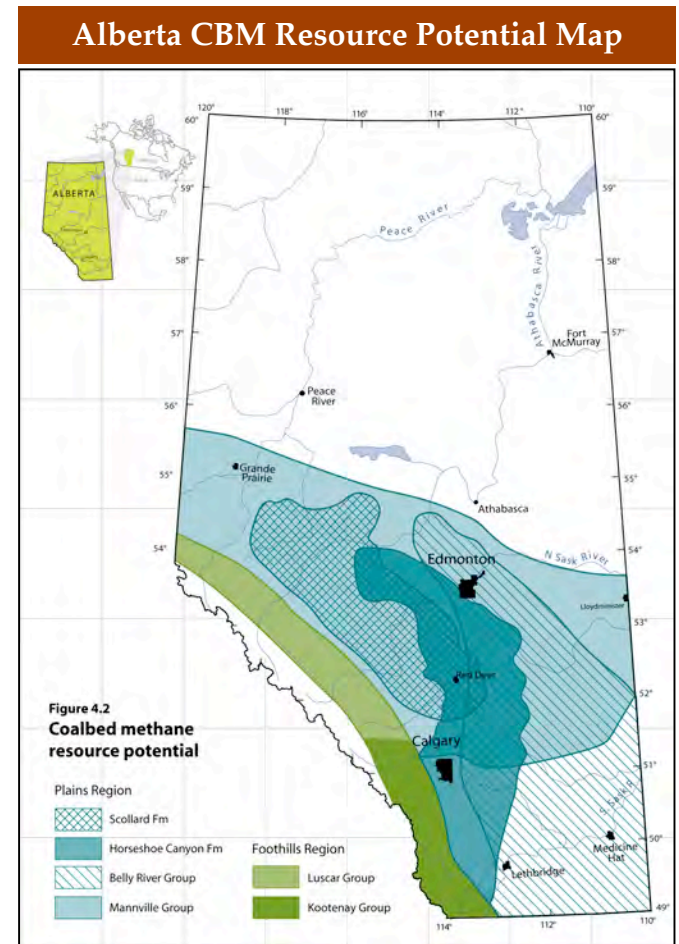 Alberta CBM Resource Potential Map
120°
118°
116°
114°
112°
110°
60°
60°
ALBERTA
59°
59°
Peace River
Athabasca River
58°
58°
57°
57°
Fort
McMurray
Peace
River
56°
56°
55°
55°
Grande
Prairie
Athabasca
54°
54°
N Sask River
Edmonton
Lloydminster
53°
Red Deer
52°
Figure 4.2
Coalbed methane
resource potential
Calgary
51°
Plains Region
Scollard Fm
Horseshoe Canyon Fm
Belly River Group
Mannville Group
Foothills Region
Luscar Group
Kootenay Group
S Sask R
50°
Medicine
Hat
Lethbridge
49°
114°
112°
110°